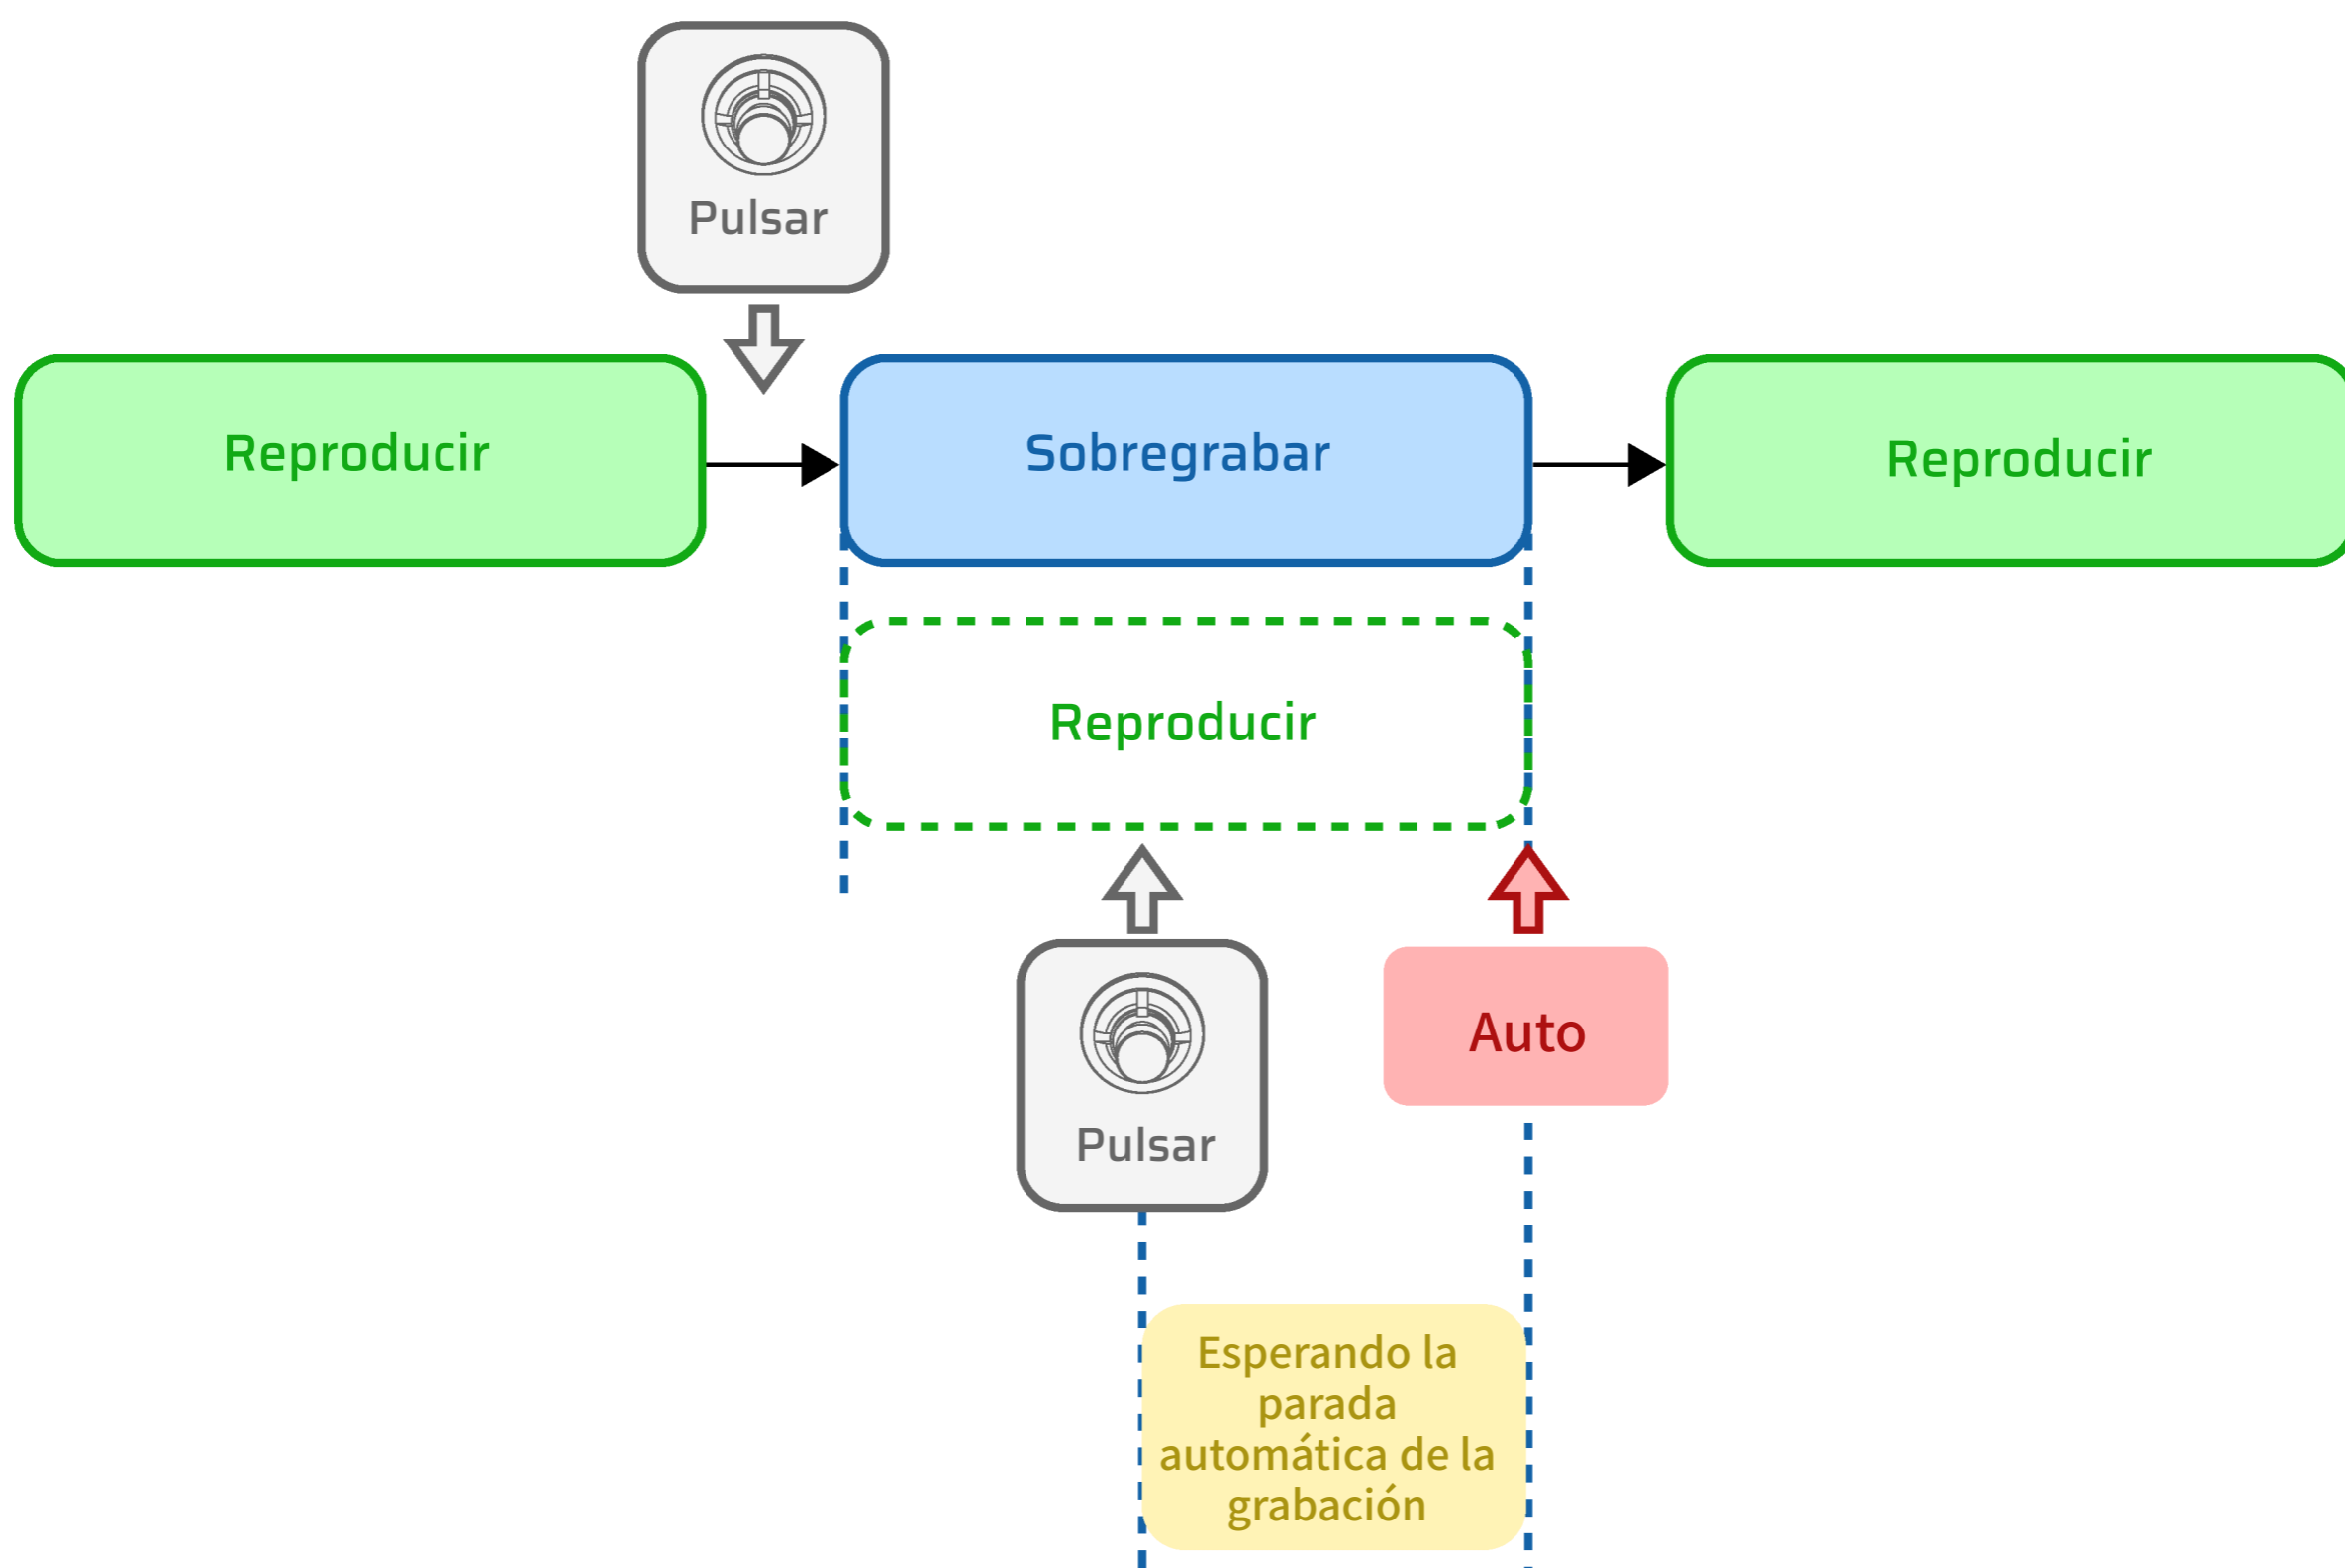 Pulsar
Reproducir
Sobregrabar
Reproducir
Reproducir
Pulsar
Auto
Esperando la
parada
automática de la
grabación